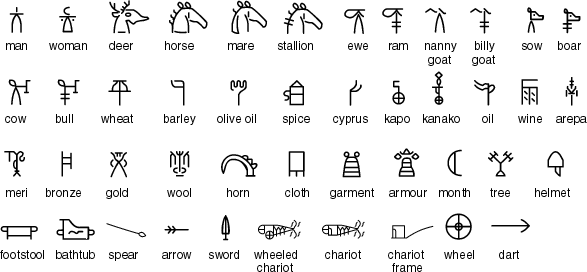 man woman deer horse mare stallion ewe ram nanny goat billy goat sow boar
cow bull wheat barley olive oil spice cyprus kapo kanako oil wine arepa
meri bronze gold wool horn cloth garment armour month tree helmet
footstool bathtub spear arrow sword wheeled chariot chariot chariot frame wheel dart